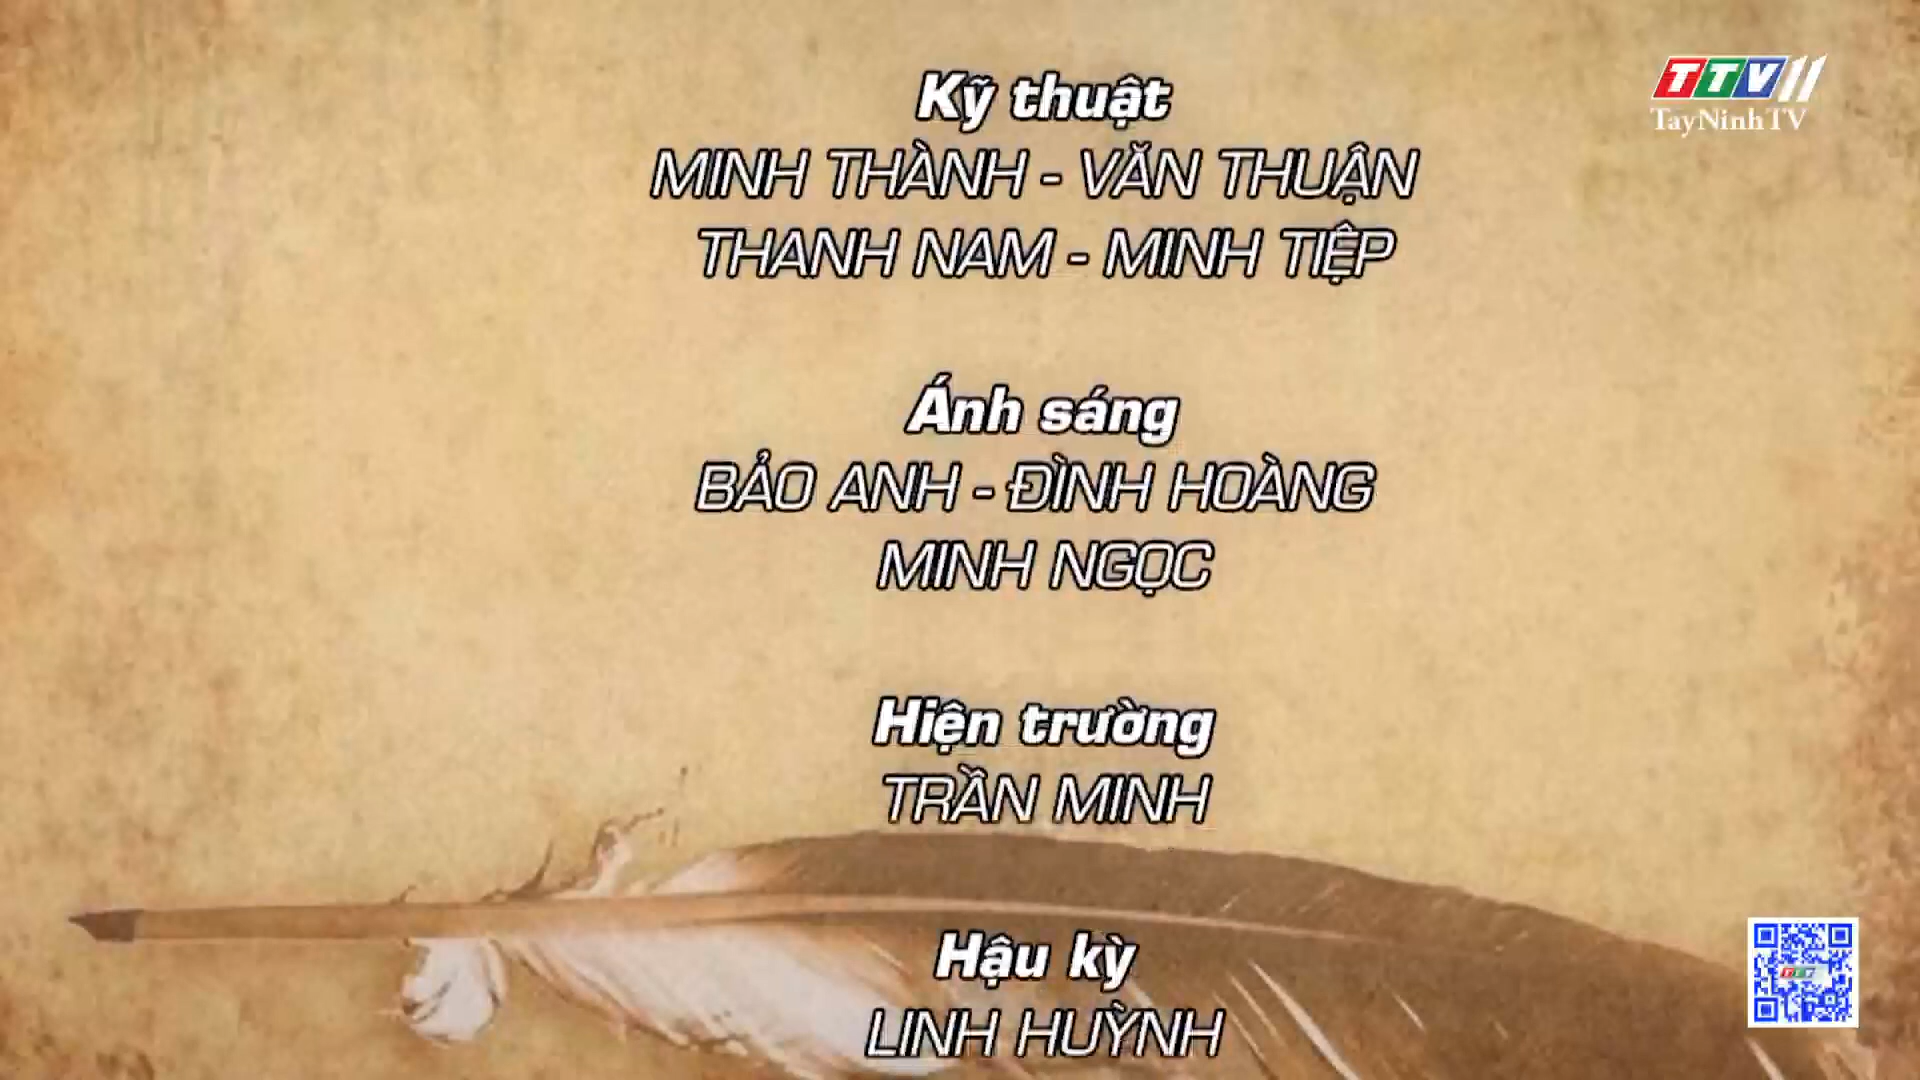 TTV11
TayNinhTV
Kỹ thuật
MINH THÀNH - VĂN THUẬN
THANH NAM - MINH TIỆP
Ánh sáng
BẢO ANH - ĐÌNH HOÀNG
MINH NGỌC
Hiện trường
TRẦN MINH
Hậu kỳ
LINH HUỲNH
TTV